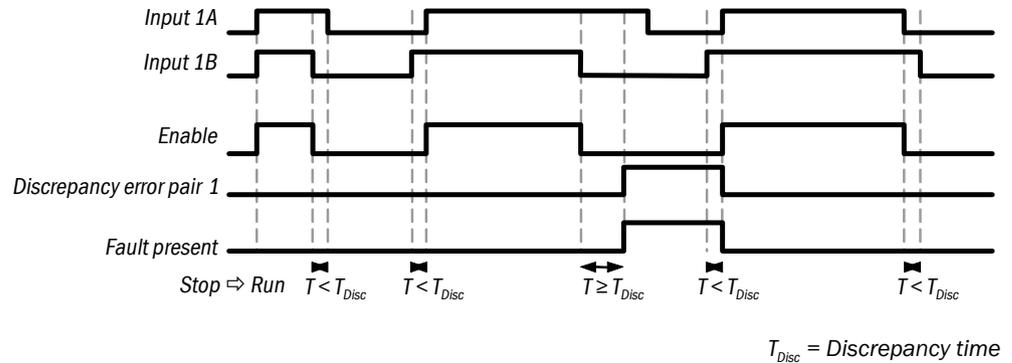 Input 1A
Input 1B
Enable
Discrepancy error pair 1
Fault present
Stop ⇨ Run T < TDisc T < TDisc T ≥ TDisc T < TDisc T < TDisc
TDisc = Discrepancy time